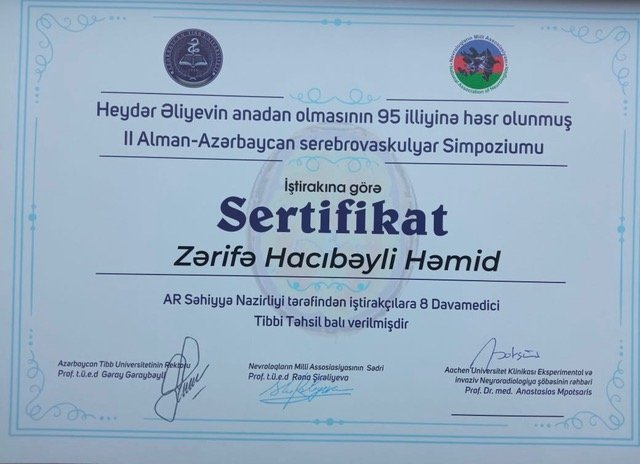 Heydər Əliyevin anadan olmasının 95 illiyinə həsr olunmuş
II Alman-Azərbaycan serebrovaskulyar Simpoziumu
İştirakına görə
Sertifikat
Zərifə Hacıbəyli Həmid
AR Səhiyyə Nazirliyi tərəfindən iştirakçılara 8 Davamedici
Tibbi Təhsil balı verilmişdir
Azərbaycan Tibb Universitetinin Rektoru
Prof. t.ü.e.d Gəray Gəraybəyli
Nevroloqların Milli Assosiasiyasının Sədri
Prof. t.ü.e.d Rəna Şirəliyeva
Aachen Universitet Klinikası Eksperimental və
invaziv Neyroradiologiya şöbəsinin rəhbəri
Prof. Dr. med. Anastasios Mpotsaris